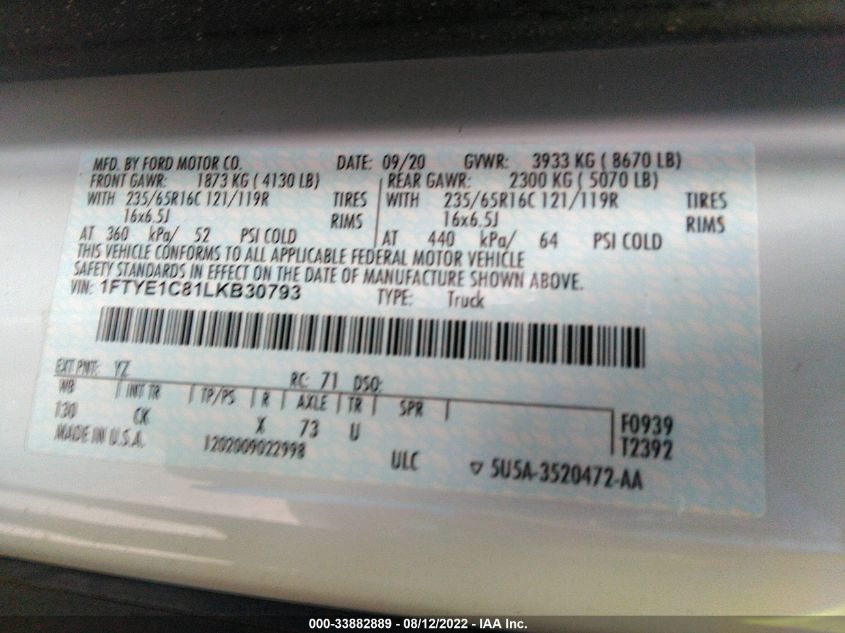 MFD. BY FORD MOTOR CO. DATE: 09/20 GVWR: 3933 KG ( 8670 LB)
FRONT GAWR: 1873 KG ( 4130 LB) REAR GAWR: 2300 KG ( 5070 LB)
WITH 235/65R16C 121/119R TIRES WITH 235/65R16C 121/119R TIRES
16x6.5J RIMS 16x6.5J RIMS
AT 360 kPa/ 52 PSI COLD AT 440 kPa/ 64 PSI COLD
THIS VEHICLE CONFORMS TO ALL APPLICABLE FEDERAL MOTOR VEHICLE
SAFETY STANDARDS IN EFFECT ON THE DATE OF MANUFACTURE SHOWN ABOVE.
VIN: 1FTYE1C81LKB30793 TYPE: Truck
EXT PNT: YZ RC: 71 DSO:
WB INT TR TP/PS R AXLE TR SPR
130 CK X 73 U F0939
MADE IN U.S.A. 1202009022998 T2392
ULC ▽ 5U5A-3520472-AA
000-33882889 - 08/12/2022 - IAA Inc.